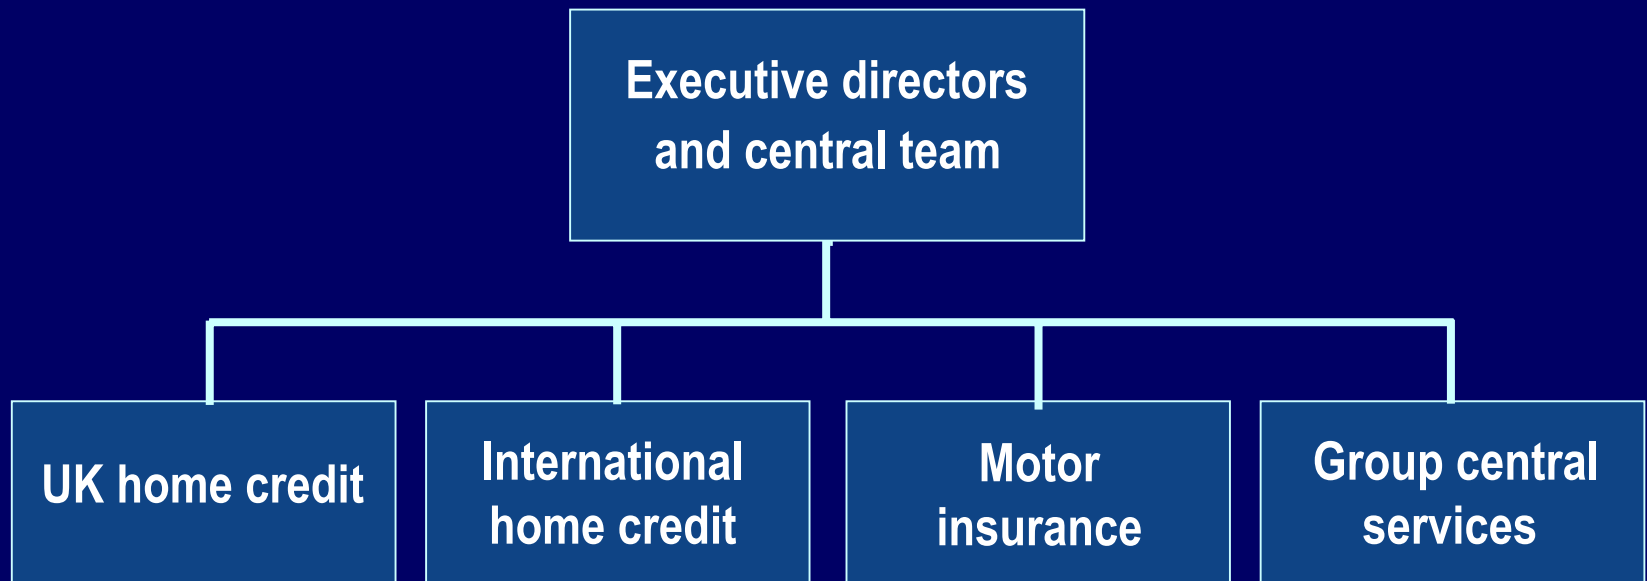 Executive directors
and central team
UK home credit
International
home credit
Motor
insurance
Group central
services